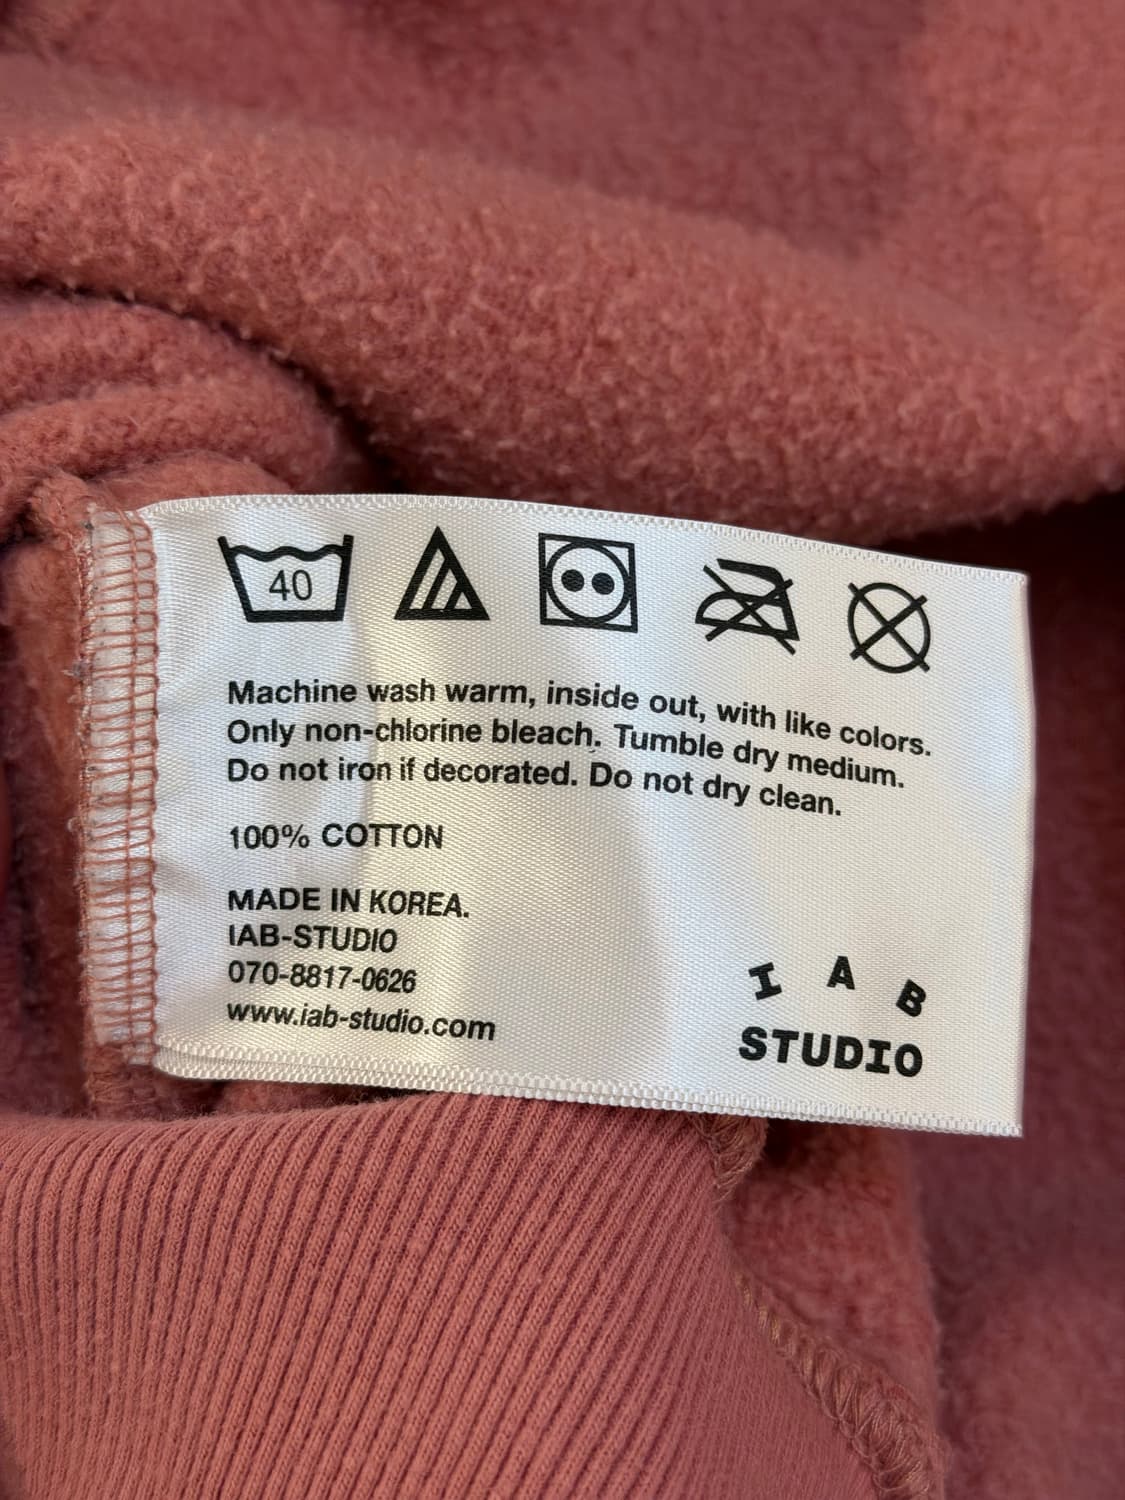 40
Machine wash warm, inside out, with like colors.
Only non-chlorine bleach. Tumble dry medium.
Do not iron if decorated. Do not dry clean.
100% COTTON
MADE IN KOREA.
IAB-STUDIO
070-8817-0626
www.iab-studio.com
I A B
STUDIO